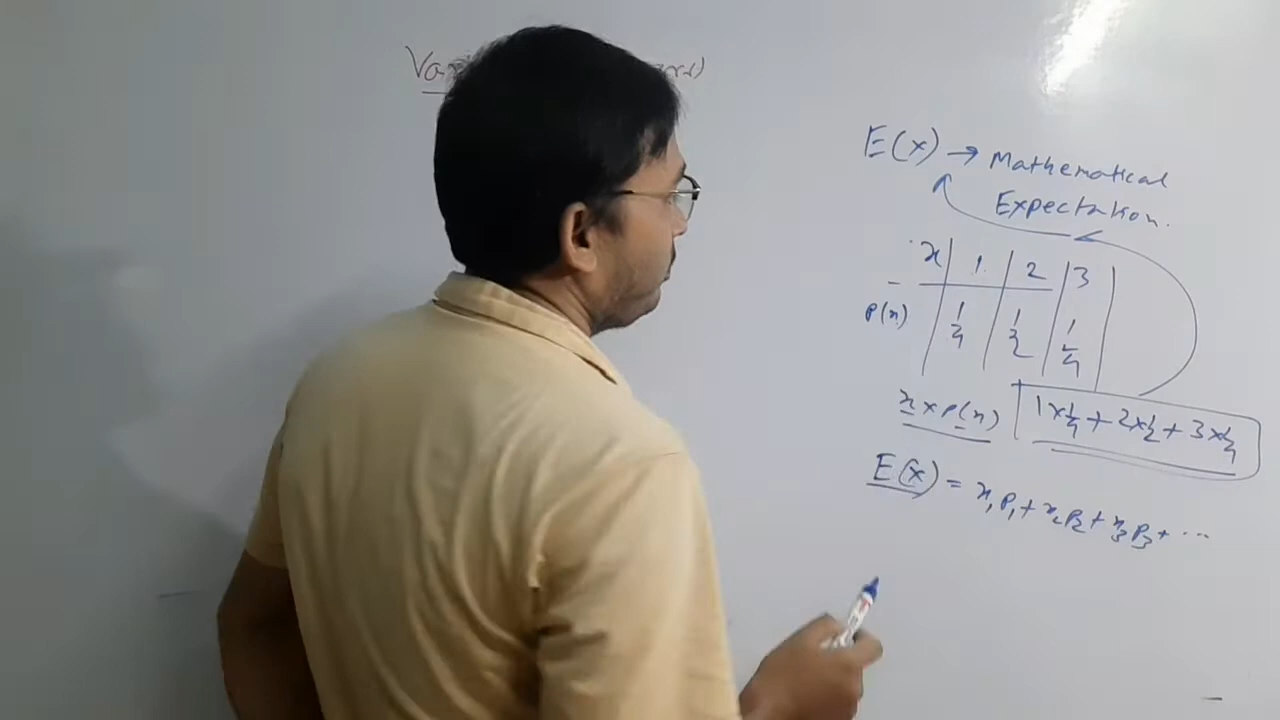 E(x) → Mathematical
Expectation.
x 1 2 3
P(x) 1/4 1/2 1/4
x × P(x) 1×1/4 + 2×1/2 + 3×1/4
E(x) = x₁P₁ + x₂P₂ + x₃P₃ + ...